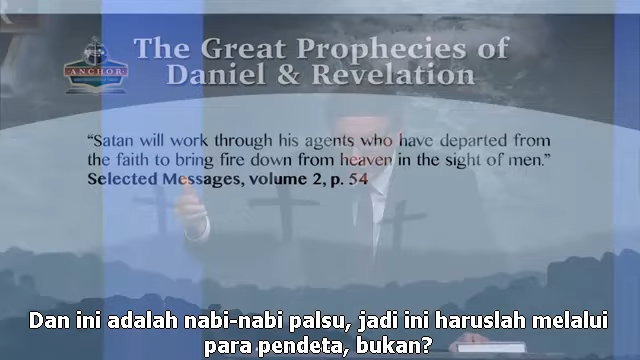 The Great Prophecies of
Daniel & Revelation
ANCHOR
“Satan will work through his agents who have departed from
the faith to bring fire down from heaven in the sight of men.”
Selected Messages, volume 2, p. 54
Dan ini adalah nabi-nabi palsu, jadi ini haruslah melalui
para pendeta, bukan?